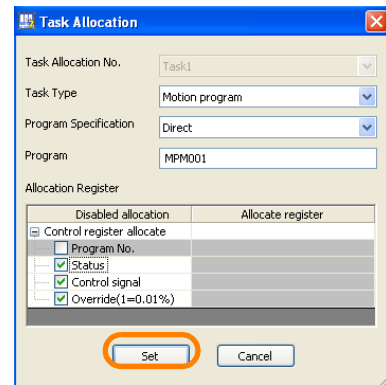 Task Allocation
Task Allocation No. Task1
Task Type Motion program
Program Specification Direct
Program MPM001
Allocation Register
Disabled allocation Allocate register
Control register allocate
Program No.
Status
Control signal
Override(1=0.01%)
Set Cancel